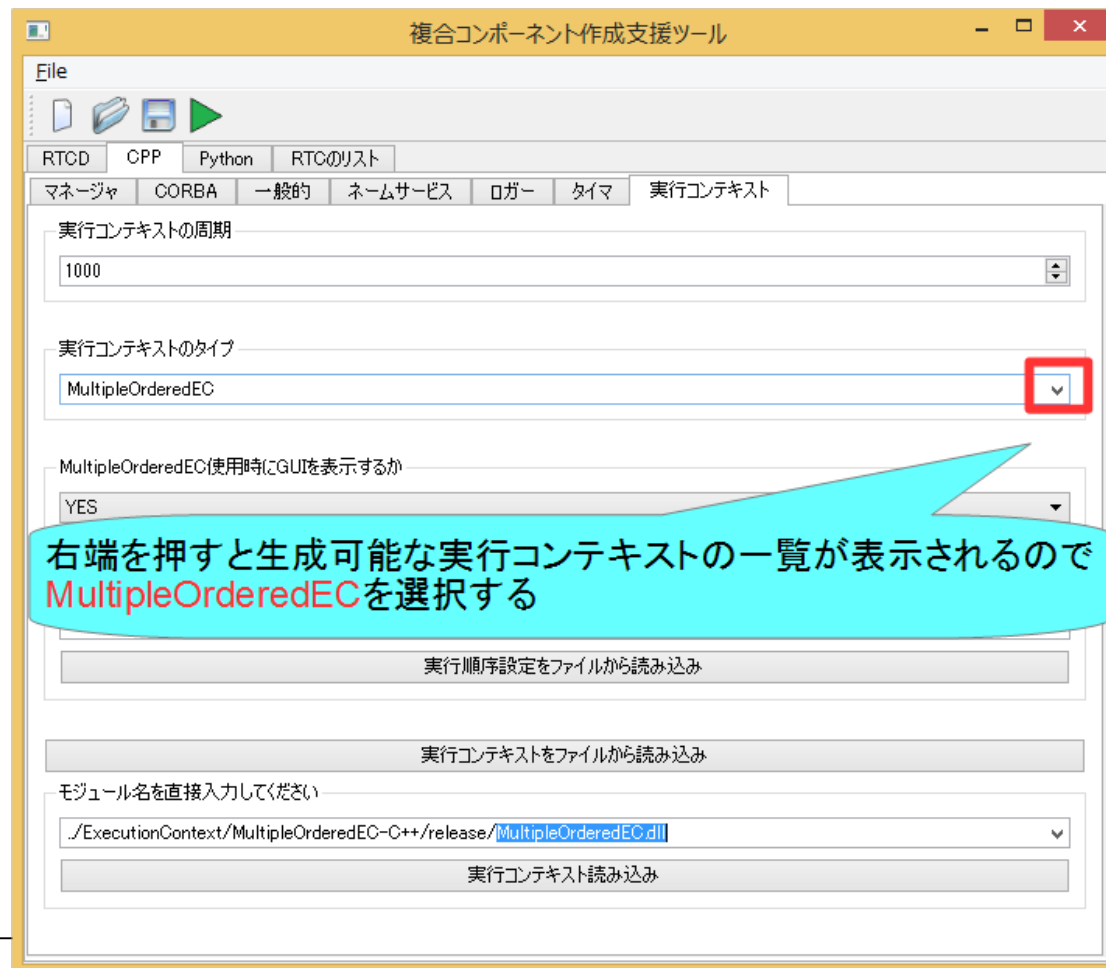 複合コンポーネント作成支援ツール
File
RTCD CPP Python RTCのリスト
マネージャ CORBA 一般的 ネームサービス ロガー タイマ 実行コンテキスト
実行コンテキストの周期
1000
実行コンテキストのタイプ
MultipleOrderedEC
MultipleOrderedEC使用時にGUIを表示するか
YES
右端を押すと生成可能な実行コンテキストの一覧が表示されるので
MultipleOrderedECを選択する
実行順序設定をファイルから読み込み
実行コンテキストをファイルから読み込み
モジュール名を直接入力してください
../ExecutionContext/MultipleOrderedEC-C++/release/MultipleOrderedEC.dll
実行コンテキスト読み込み